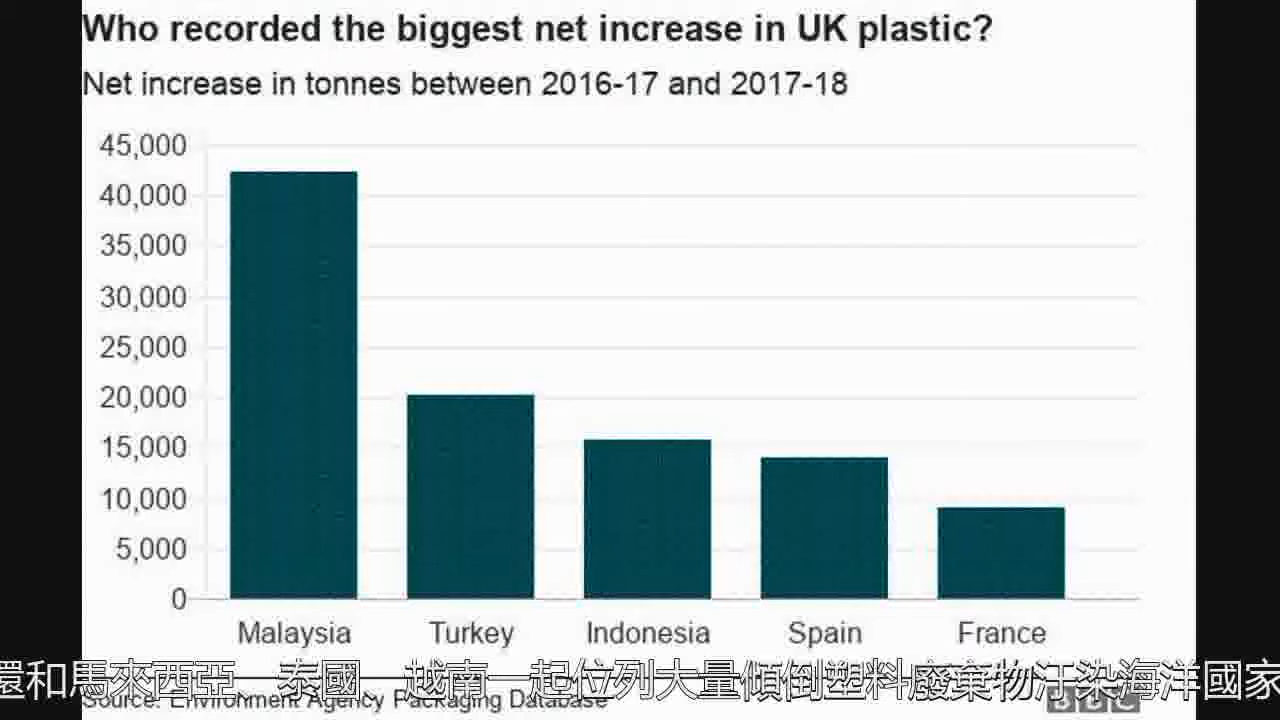 Who recorded the biggest net increase in UK plastic?
Net increase in tonnes between 2016-17 and 2017-18
45,000
40,000
35,000
30,000
25,000
20,000
15,000
10,000
5,000
0
Malaysia Turkey Indonesia Spain France
還和馬來西亞 泰國 越南一起位列大量傾倒塑料廢棄物汙染海洋國家
Source: Environment Agency Packaging Database
BBC